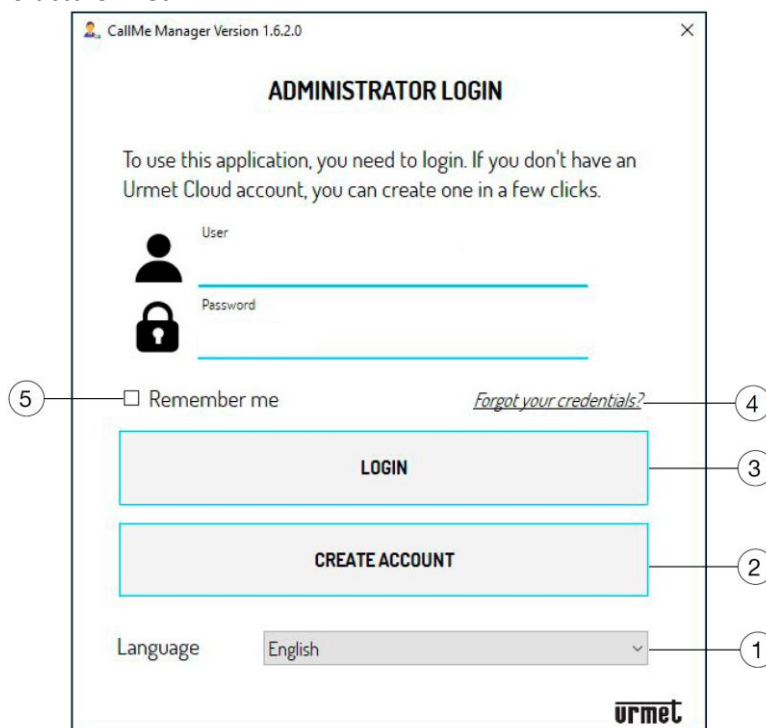 CallMe Manager Version 1.6.2.0
ADMINISTRATOR LOGIN
To use this application, you need to login. If you don't have an
Urmet Cloud account, you can create one in a few clicks.
User
Password
5
Remember me
Forgot your credentials?
4
LOGIN
3
CREATE ACCOUNT
2
Language
English
1
urmet